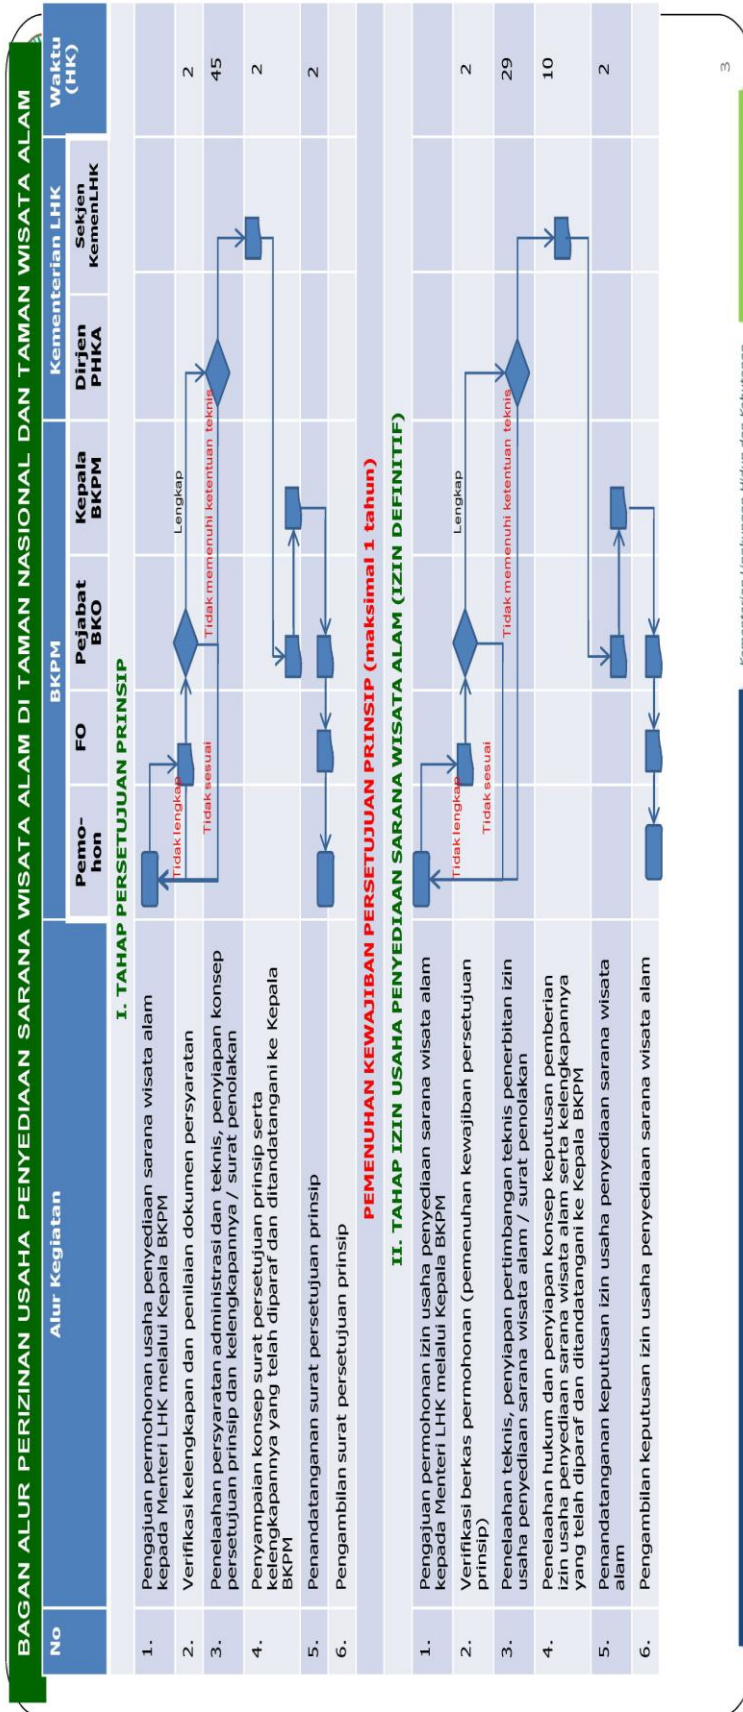 BAGAN ALUR PERIZINAN USAHA PENYEDIAAN SARANA WISATA ALAM DI TAMAN NASIONAL DAN TAMAN WISATA ALAM
No
Alur Kegiatan
BKPM
Kementerian LHK
Waktu
(HK)
Pemo-
hon
FO
Pejabat
BKO
Kepala
BKPM
Dirjen
PHKA
Sekjen
KemenLHK
I. TAHAP PERSETUJUAN PRINSIP
1.
Pengajuan permohonan usaha penyediaan sarana wisata alam
kepada Menteri LHK melalui Kepala BKPM
2.
Verifikasi kelengkapan dan penilaian dokumen persyaratan
Tidak lengkap
Lengkap
2
3.
Penelaahan persyaratan administrasi dan teknis, penyiapan konsep
persetujuan prinsip dan kelengkapannya / surat penolakan
Tidak sesuai
Tidak memenuhi ketentuan teknis
45
4.
Penyampaian konsep surat persetujuan prinsip serta
kelengkapannya yang telah diparaf dan ditandatangani ke Kepala
BKPM
2
5.
Penandatanganan surat persetujuan prinsip
2
6.
Pengambilan surat persetujuan prinsip
PEMENUHAN KEWAJIBAN PERSETUJUAN PRINSIP (maksimal 1 tahun)
II. TAHAP IZIN USAHA PENYEDIAAN SARANA WISATA ALAM (IZIN DEFINITIF)
1.
Pengajuan permohonan izin usaha penyediaan sarana wisata alam
kepada Menteri LHK melalui Kepala BKPM
2.
Verifikasi berkas permohonan (pemenuhan kewajiban persetujuan
prinsip)
Tidak lengkap
Lengkap
2
3.
Penelaahan teknis, penyiapan pertimbangan teknis penerbitan izin
usaha penyediaan sarana wisata alam / surat penolakan
Tidak sesuai
Tidak memenuhi ketentuan teknis
29
4.
Penelaahan hukum dan penyiapan konsep keputusan pemberian
izin usaha penyediaan sarana wisata alam serta kelengkapannya
yang telah diparaf dan ditandatangani ke Kepala BKPM
10
5.
Penandatanganan keputusan izin usaha penyediaan sarana wisata
alam
2
6.
Pengambilan keputusan izin usaha penyediaan sarana wisata alam
Kementerian Lingkungan Hidup dan Kehutanan
3